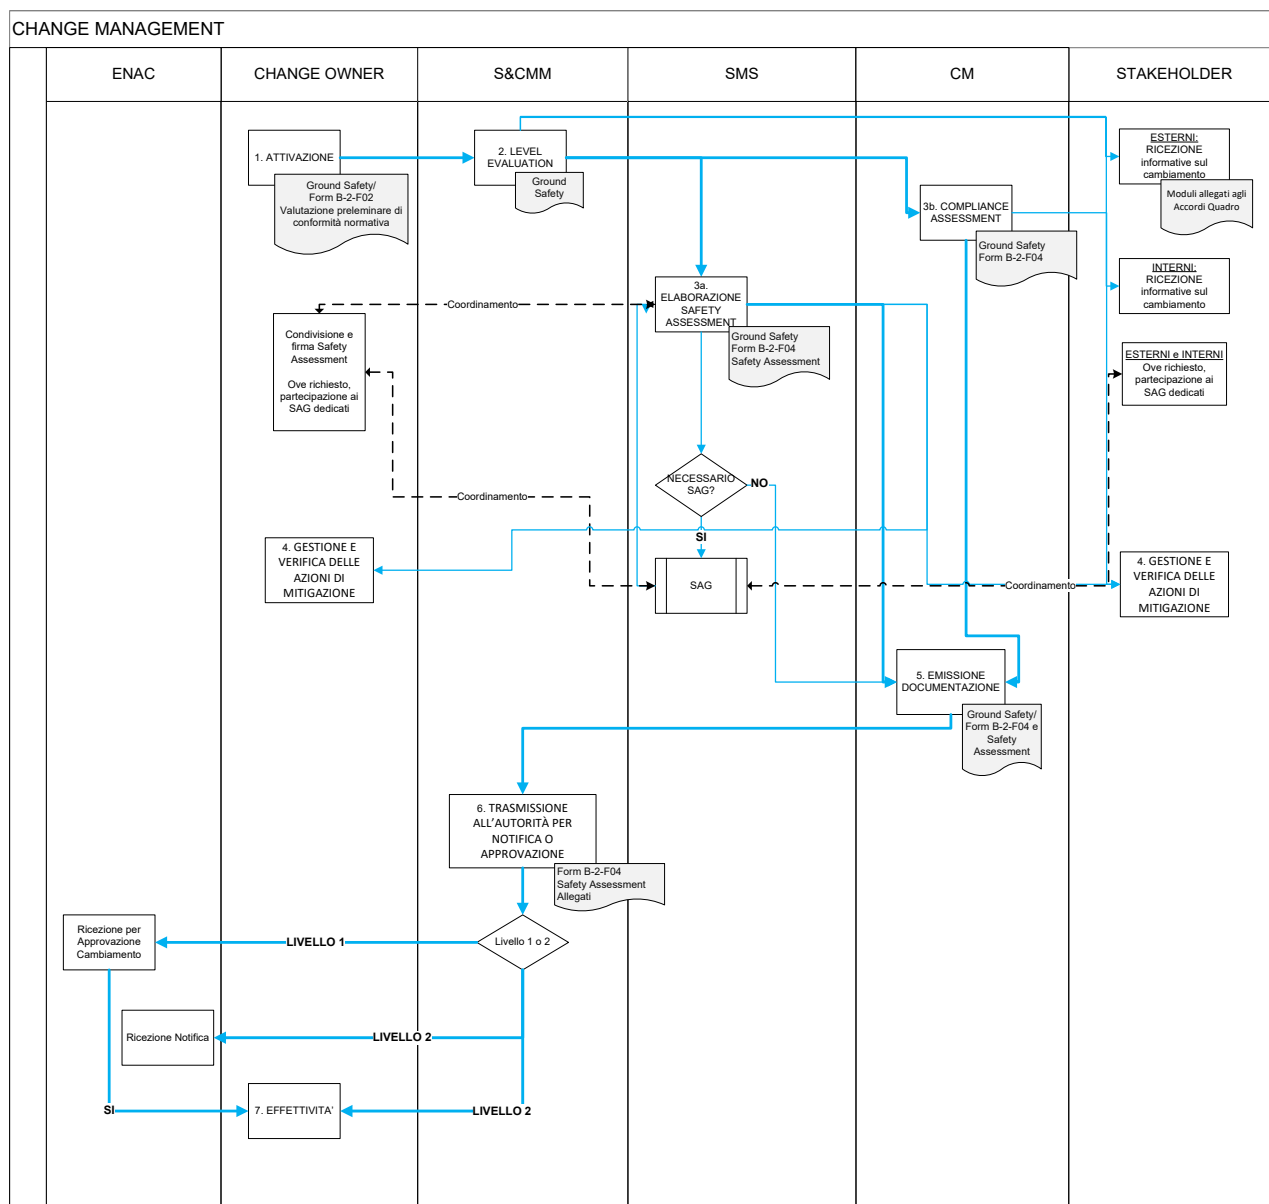 CHANGE MANAGEMENT
ENAC
CHANGE OWNER
S&CMM
SMS
CM
STAKEHOLDER
1. ATTIVAZIONE
Ground Safety/
Form B-2-F02
Valutazione preleminare di
conformità normativa
2. LEVEL
EVALUATION
Ground
Safety
ESTERNI:
RICEZIONE
informative sul
cambiamento
Moduli allegati agli
Accordi Quadro
3b. COMPLIANCE
ASSESSMENT
Ground Safety
Form B-2-F04
INTERNI:
RICEZIONE
informative sul
cambiamento
3a.
ELABORAZIONE
SAFETY
ASSESSMENT
Ground Safety
Form B-2-F04
Safety Assessment
Coordinamento
Condivisione e
firma Safety
Assessment
Ove richiesto,
partecipazione ai
SAG dedicati
ESTERNI e INTERNI
Ove richiesto,
partecipazione ai
SAG dedicati
NECESSARIO
SAG?
NO
Coordinamento
SI
4. GESTIONE E
VERIFICA DELLE
AZIONI DI
MITIGAZIONE
SAG
Coordinamento
4. GESTIONE E
VERIFICA DELLE
AZIONI DI
MITIGAZIONE
5. EMISSIONE
DOCUMENTAZIONE
Ground Safety/
Form B-2-F04 e
Safety
Assessment
6. TRASMISSIONE
ALL’AUTORITÀ PER
NOTIFICA O
APPROVAZIONE
Form B-2-F04
Safety Assessment
Allegati
Ricezione per
Approvazione
Cambiamento
LIVELLO 1
Livello 1 o 2
Ricezione Notifica
LIVELLO 2
SI
7. EFFETTIVITA’
LIVELLO 2